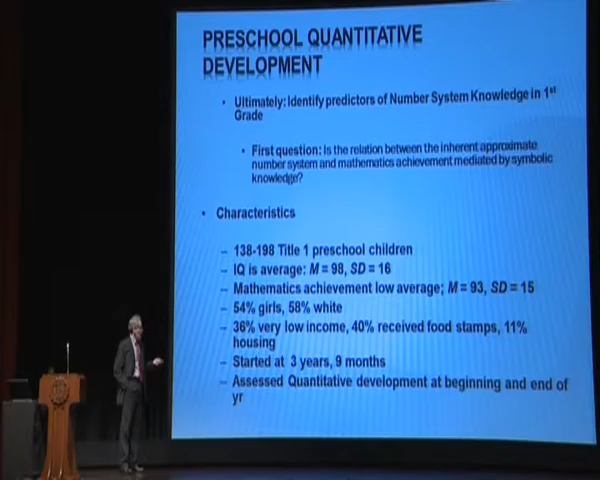 PRESCHOOL QUANTITATIVE
DEVELOPMENT
• Ultimately: Identify predictors of Number System Knowledge in 1st
Grade
• First question: Is the relation between the inherent approximate
number system and mathematics achievement mediated by symbolic
knowledge?
• Characteristics
– 138-198 Title 1 preschool children
– IQ is average: M = 98, SD = 16
– Mathematics achievement low average; M = 93, SD = 15
– 54% girls, 58% white
– 36% very low income, 40% received food stamps, 11%
housing
– Started at 3 years, 9 months
– Assessed Quantitative development at beginning and end of
yr